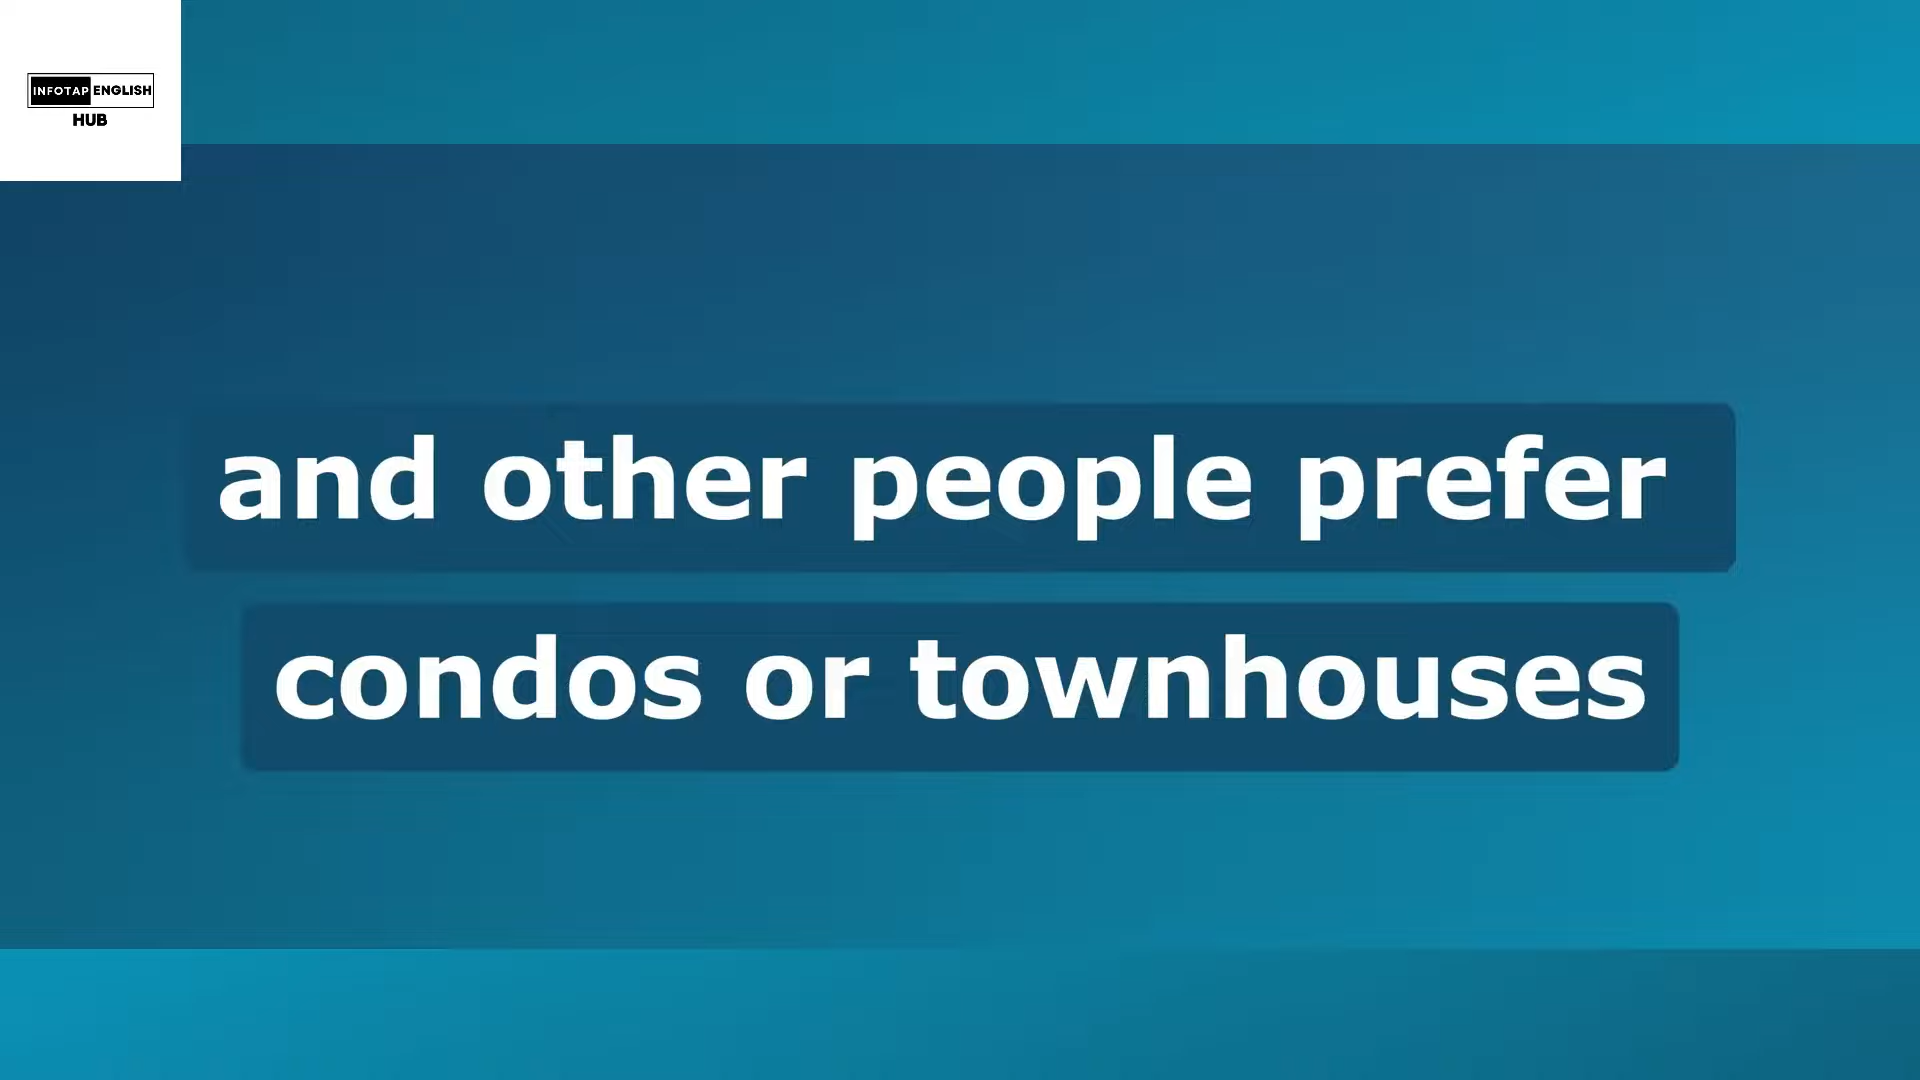 INFOTAP ENGLISH
HUB
and other people prefer
condos or townhouses